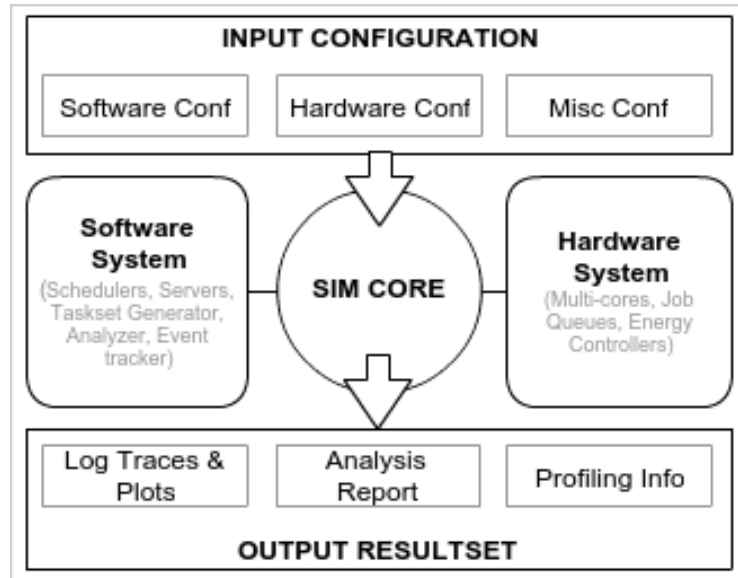 INPUT CONFIGURATION
Software Conf
Hardware Conf
Misc Conf
Software
System
(Schedulers, Servers,
Taskset Generator,
Analyzer, Event
tracker)
SIM CORE
Hardware
System
(Multi-cores, Job
Queues, Energy
Controllers)
Log Traces &
Plots
Analysis
Report
Profiling Info
OUTPUT RESULTSET